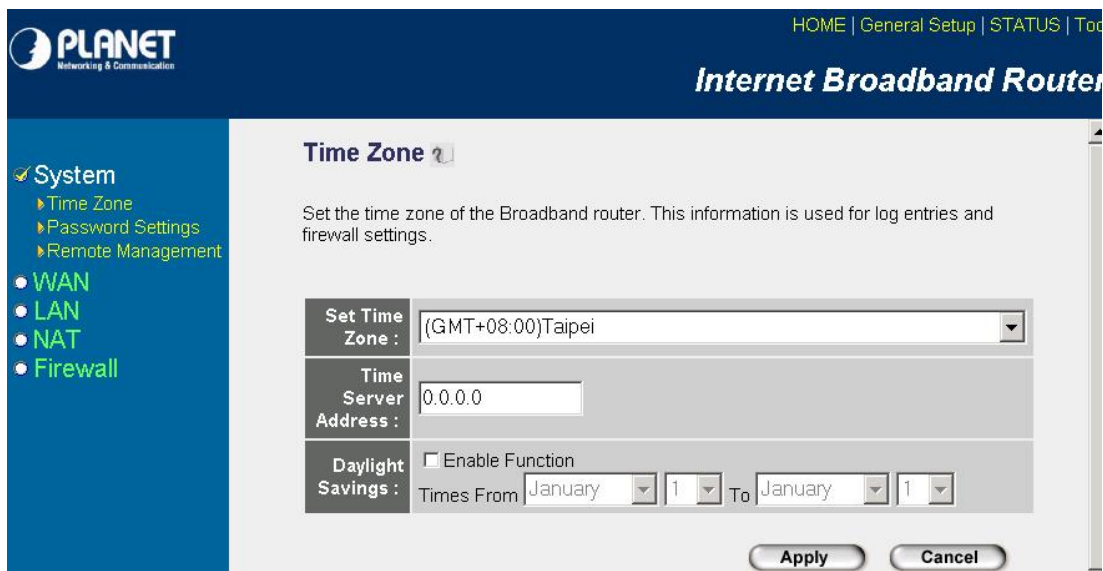 PLANET
Networking & Communication
HOME | General Setup | STATUS | Too
Internet Broadband Router
System
Time Zone
Password Settings
Remote Management
WAN
LAN
NAT
Firewall
Time Zone
Set the time zone of the Broadband router. This information is used for log entries and
firewall settings.
Set Time
Zone :
(GMT+08:00)Taipei
Time
Server
Address :
0.0.0.0
Daylight
Savings :
Enable Function
Times From January 1 To January 1
Apply Cancel